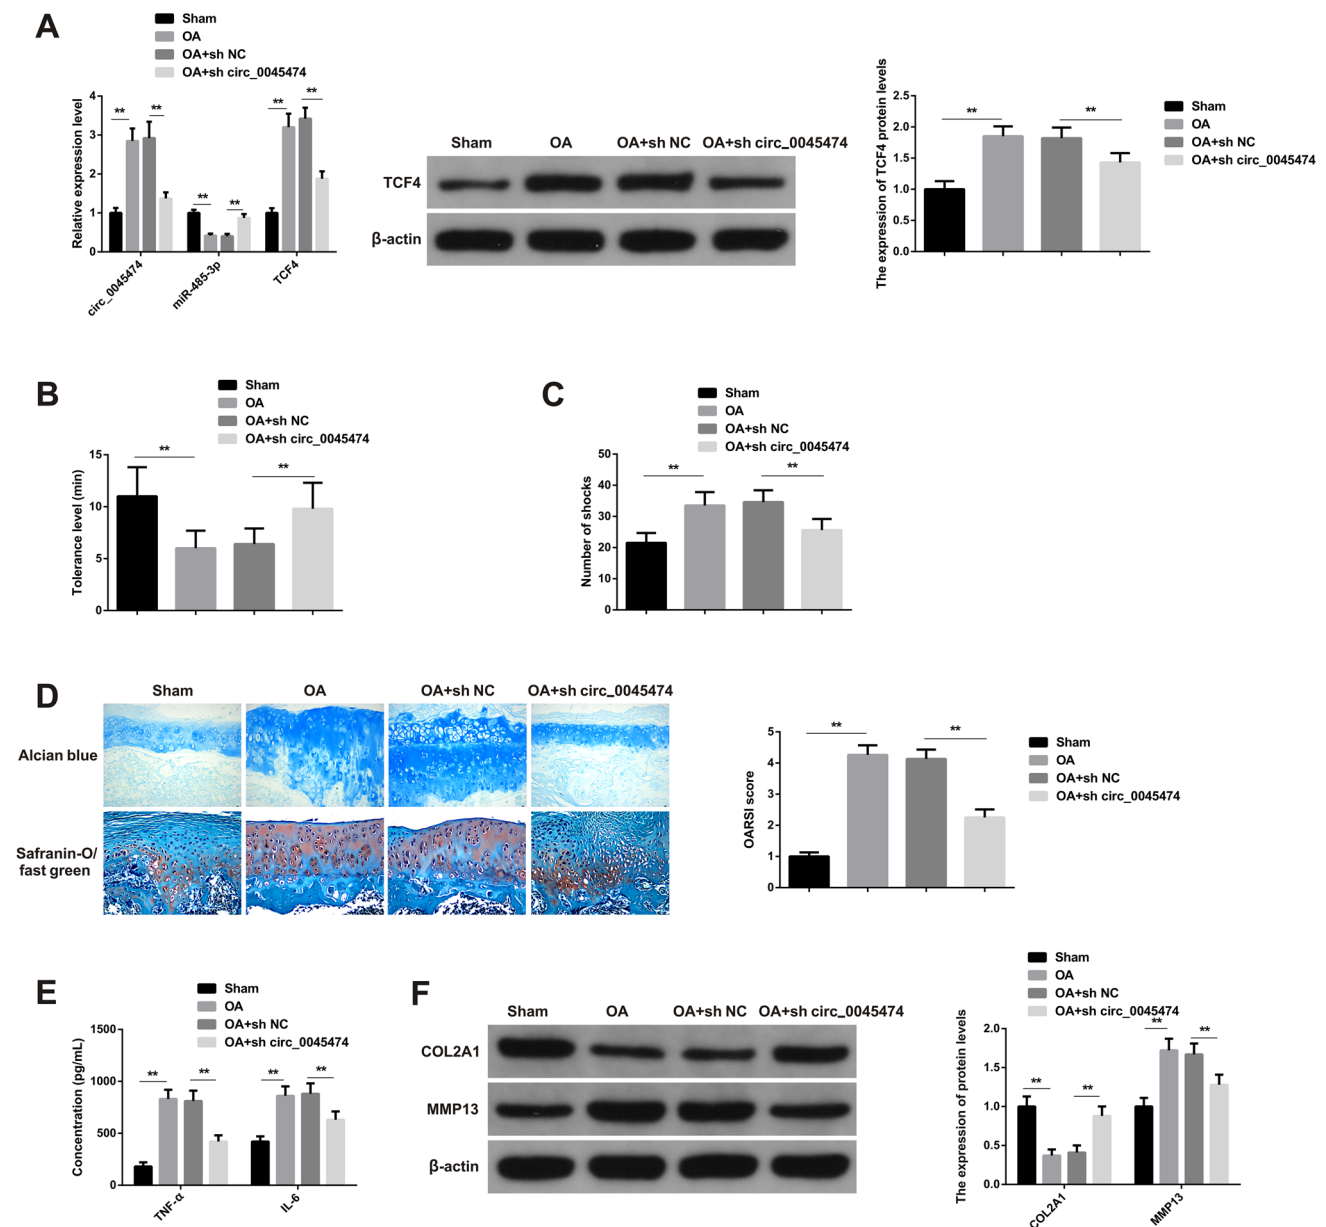 A
Sham
OA
OA+sh NC
OA+sh circ_0045474
Relative expression level
4
3
2
1
0
** ** ** ** ** **
circ_0045474
miR-485-3p
TCF4
Sham OA OA+sh NC OA+sh circ_0045474
TCF4
β-actin
The expression of TCF4 protein levels
2.5
2.0
1.5
1.0
0.5
0.0
** **
Sham
OA
OA+sh NC
OA+sh circ_0045474
B
Sham
OA
OA+sh NC
OA+sh circ_0045474
Tolerance level (min)
15
10
5
0
** **
C
Sham
OA
OA+sh NC
OA+sh circ_0045474
Number of shocks
50
40
30
20
10
0
** **
D
Sham OA OA+sh NC OA+sh circ_0045474
Alcian blue
Safranin-O/
fast green
OARSI score
5
4
3
2
1
0
** **
Sham
OA
OA+sh NC
OA+sh circ_0045474
E
Sham
OA
OA+sh NC
OA+sh circ_0045474
Concentration (pg/mL)
1500
1000
500
0
** ** ** **
TNF-α
IL-6
F
Sham OA OA+sh NC OA+sh circ_0045474
COL2A1
MMP13
β-actin
Sham
OA
OA+sh NC
OA+sh circ_0045474
The expression of protein levels
2.0
1.5
1.0
0.5
0.0
** ** ** **
COL2A1
MMP13